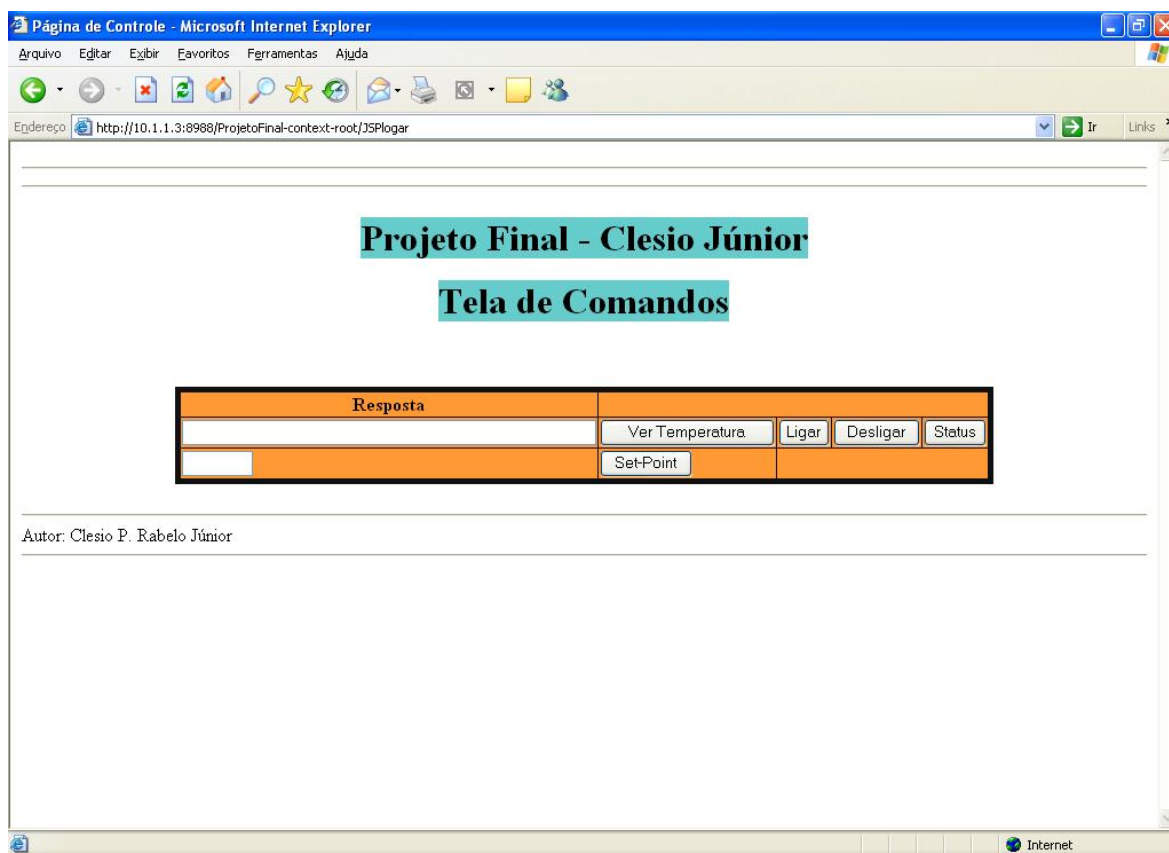 Página de Controle - Microsoft Internet Explorer
Arquivo Editar Exibir Favoritos Ferramentas Ajuda
Endereço http://10.1.1.3:8988/ProjetoFinal-context-root/JSPlogar Ir Links
Projeto Final - Clesio Júnior
Tela de Comandos
Resposta
Ver Temperatura Ligar Desligar Status
Set-Point
Autor: Clesio P. Rabelo Júnior
Internet